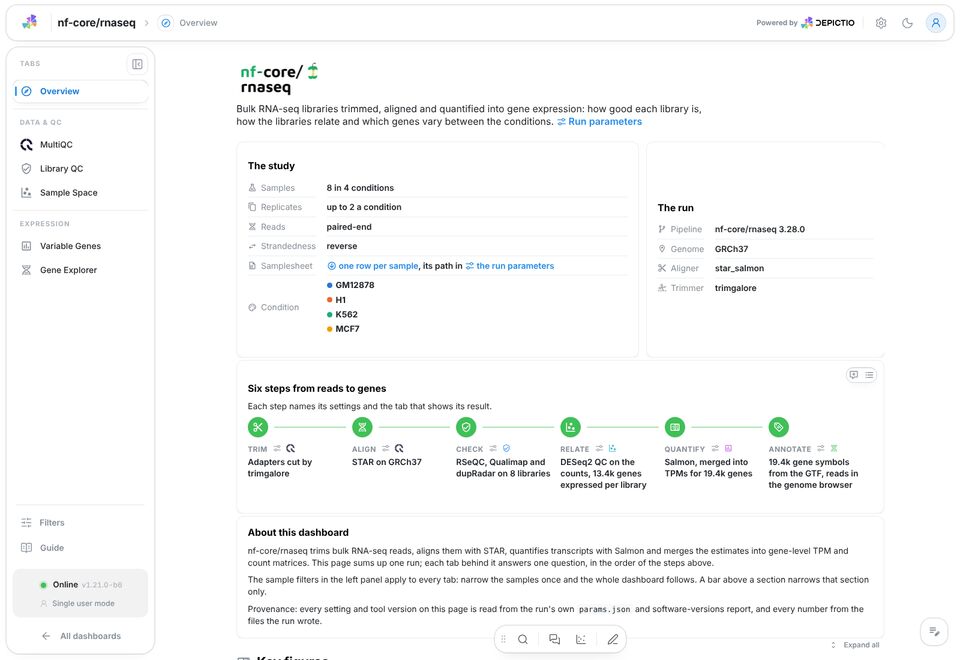 nf-core/rnaseq
Overview
Powered by DEPICTIO
TABS
Overview
DATA & QC
MultiQC
Library QC
Sample Space
EXPRESSION
Variable Genes
Gene Explorer
Filters
Guide
Online v1.21.0-b6
Single user mode
All dashboards
nf-core/
rnaseq
Bulk RNA-seq libraries trimmed, aligned and quantified into gene expression: how good each library is,
how the libraries relate and which genes vary between the conditions. Run parameters
The study
Samples 8 in 4 conditions
Replicates up to 2 a condition
Reads paired-end
Strandedness reverse
Samplesheet one row per sample, its path in the run parameters
Condition
GM12878
H1
K562
MCF7
The run
Pipeline nf-core/rnaseq 3.28.0
Genome GRCh37
Aligner star_salmon
Trimmer trimgalore
Six steps from reads to genes
Each step names its settings and the tab that shows its result.
TRIM
Adapters cut by
trimgalore
ALIGN
STAR on GRCh37
CHECK
RSeQC, Qualimap and
dupRadar on 8 libraries
RELATE
DESeq2 QC on the
counts, 13.4k genes
expressed per library
QUANTIFY
Salmon, merged into
TPMs for 19.4k genes
ANNOTATE
19.4k gene symbols
from the GTF, reads in
the genome browser
About this dashboard
nf-core/rnaseq trims bulk RNA-seq reads, aligns them with STAR, quantifies transcripts with Salmon and merges the estimates into gene-level TPM and
count matrices. This page sums up one run; each tab behind it answers one question, in the order of the steps above.
The sample filters in the left panel apply to every tab: narrow the samples once and the whole dashboard follows. A bar above a section narrows that section
only.
Provenance: every setting and tool version on this page is read from the run's own params.json and software-versions report, and every number from the
files the run wrote.
Expand all
Key figures